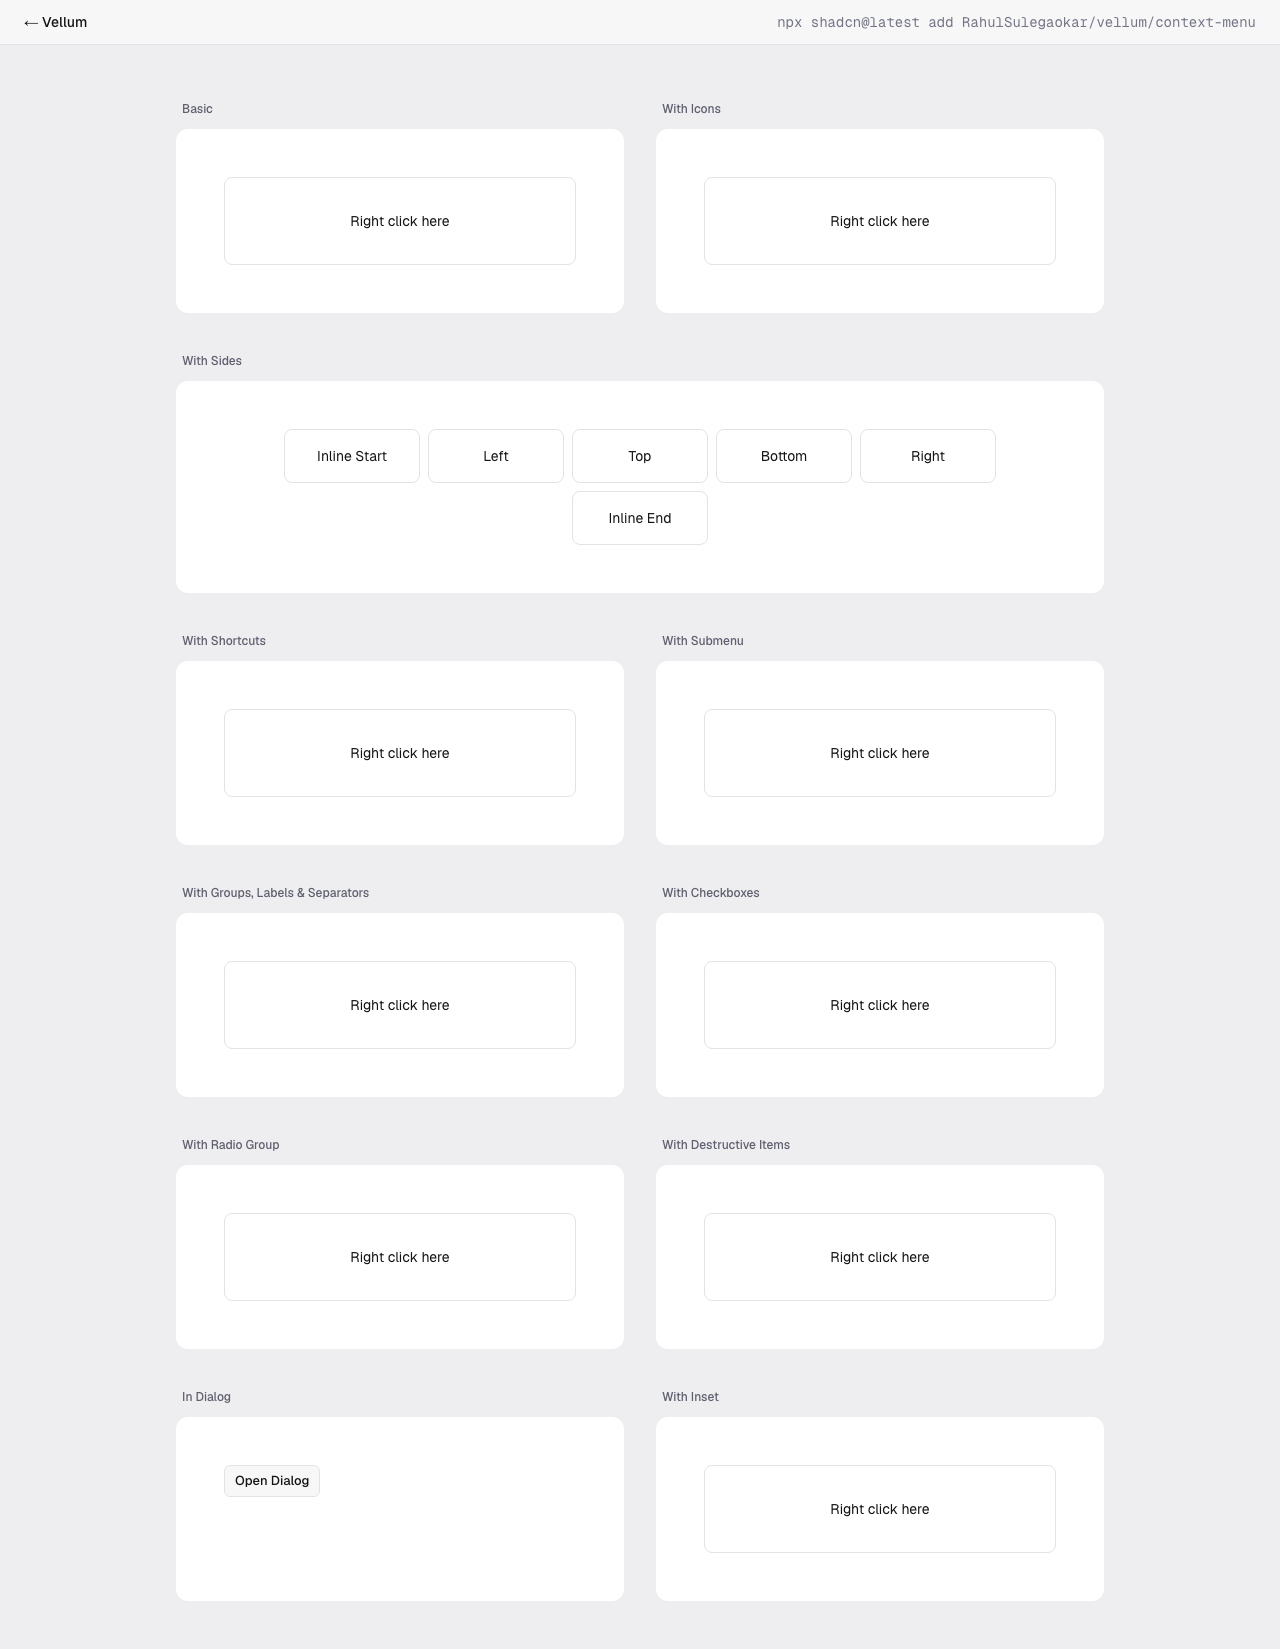 ← Vellum
npx shadcn@latest add RahulSulegaokar/vellum/context-menu
Basic
With Icons
Right click here
Right click here
With Sides
Inline Start
Left
Top
Bottom
Right
Inline End
With Shortcuts
With Submenu
Right click here
Right click here
With Groups, Labels & Separators
With Checkboxes
Right click here
Right click here
With Radio Group
With Destructive Items
Right click here
Right click here
In Dialog
With Inset
Open Dialog
Right click here